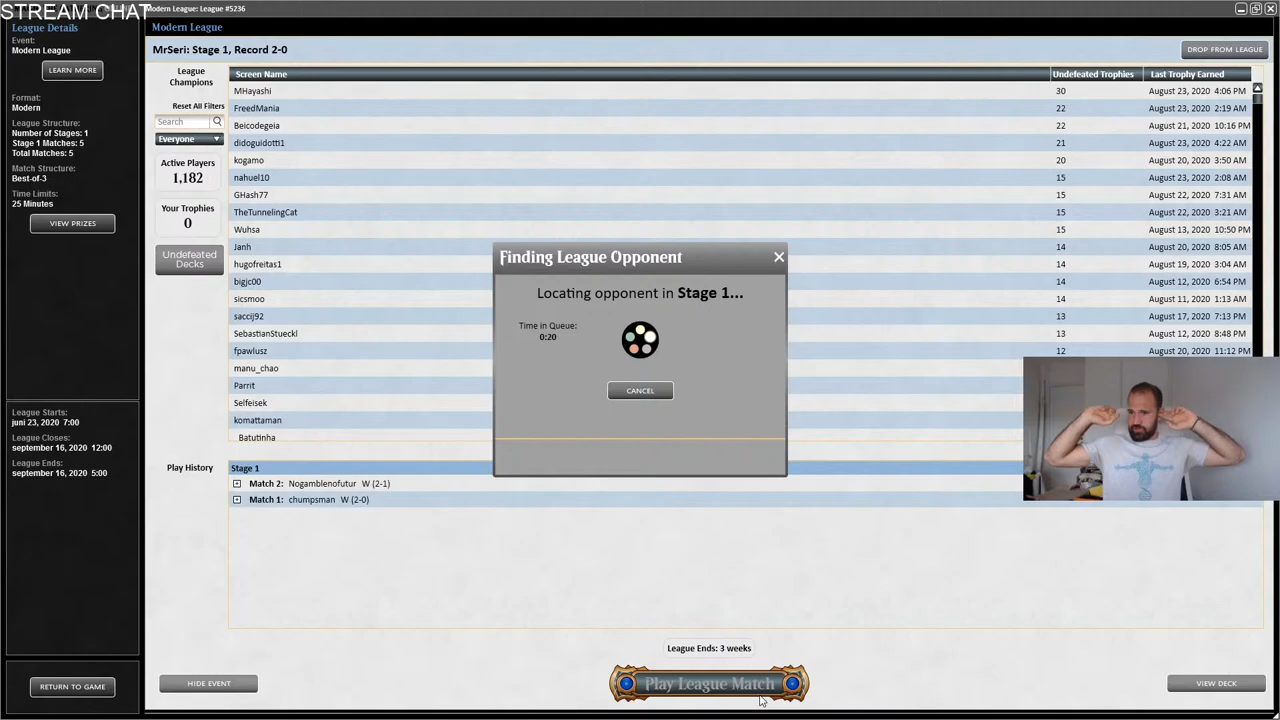 STREAM CHAT
Modern League: League #5236
League Details
Event:
Modern League
LEARN MORE
Format:
Modern
League Structure:
Number of Stages: 1
Stage 1 Matches: 5
Total Matches: 5
Match Structure:
Best-of-3
Time Limits:
25 Minutes
VIEW PRIZES
League Starts:
juni 23, 2020 7:00
League Closes:
september 16, 2020 12:00
League Ends:
september 16, 2020 5:00
RETURN TO GAME
Modern League
MrSeri: Stage 1, Record 2-0
DROP FROM LEAGUE
League
Champions
Reset All Filters
Search
Everyone
Active Players
1,182
Your Trophies
0
Undefeated
Decks
Screen Name Undefeated Trophies Last Trophy Earned
MHayashi 30 August 23, 2020 4:06 PM
FreedMania 22 August 23, 2020 2:19 AM
Beicodegeia 22 August 21, 2020 10:16 PM
didoguidotti1 21 August 23, 2020 4:22 AM
kogamo 20 August 20, 2020 3:50 AM
nahuel10 15 August 23, 2020 2:08 AM
GHash77 15 August 22, 2020 7:31 AM
TheTunnelingCat 15 August 22, 2020 3:21 AM
Wuhsa 15 August 13, 2020 10:50 PM
Janh 14 August 20, 2020 8:05 AM
hugofreitas1 14 August 19, 2020 3:04 AM
bigjc00 14 August 12, 2020 6:54 PM
sicsmoo 14 August 11, 2020 1:13 AM
saccij92 13 August 17, 2020 7:13 PM
SebastianStueckl 13 August 12, 2020 8:48 PM
fpawlusz 12 August 20, 2020 11:12 PM
manu_chao
Parrit
Selfeisek
komattaman
Batutinha
Finding League Opponent
Locating opponent in Stage 1...
Time in Queue:
0:20
CANCEL
Play History
Stage 1
Match 2: Nogamblenofutur W (2-1)
Match 1: chumpsman W (2-0)
League Ends: 3 weeks
HIDE EVENT
Play League Match
VIEW DECK